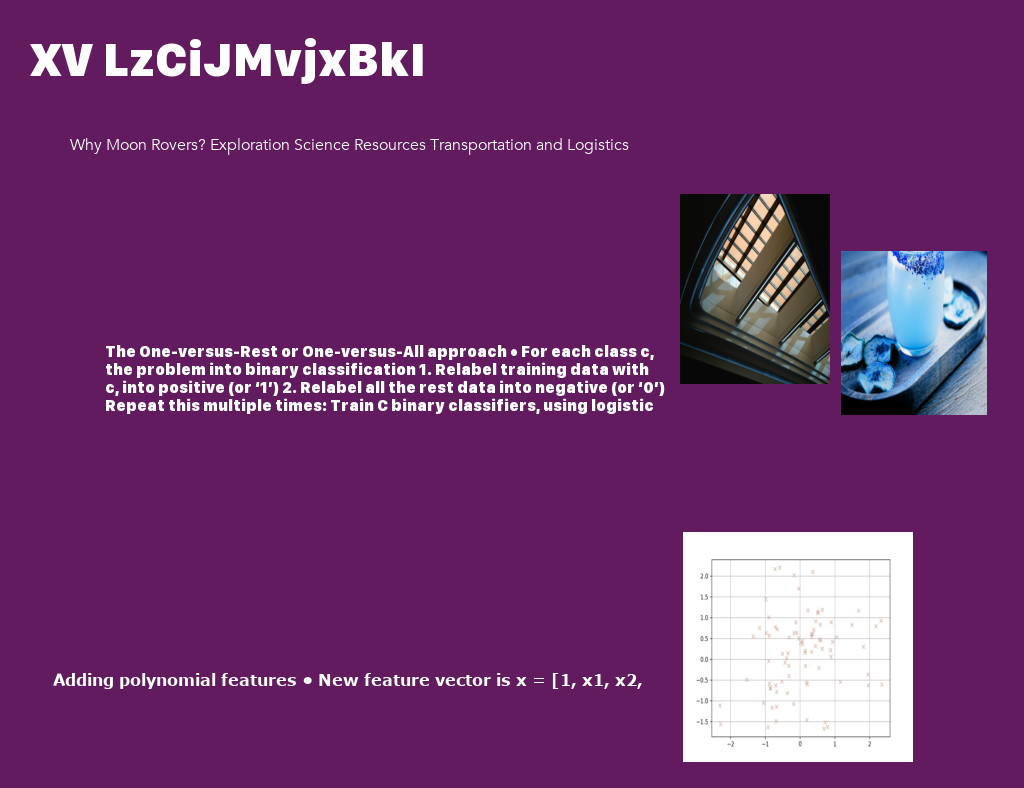 XV LzCiJMvjxBkI
Why Moon Rovers? Exploration Science Resources Transportation and Logistics
The One-versus-Rest or One-versus-All approach • For each class c,
the problem into binary classification 1. Relabel training data with
c, into positive (or ‘1’) 2. Relabel all the rest data into negative (or ‘0’)
Repeat this multiple times: Train C binary classifiers, using logistic
Adding polynomial features • New feature vector is x = [1, x1, x2,
2.0
1.5
1.0
0.5
0.0
−0.5
−1.0
−1.5
−2 −1 0 1 2